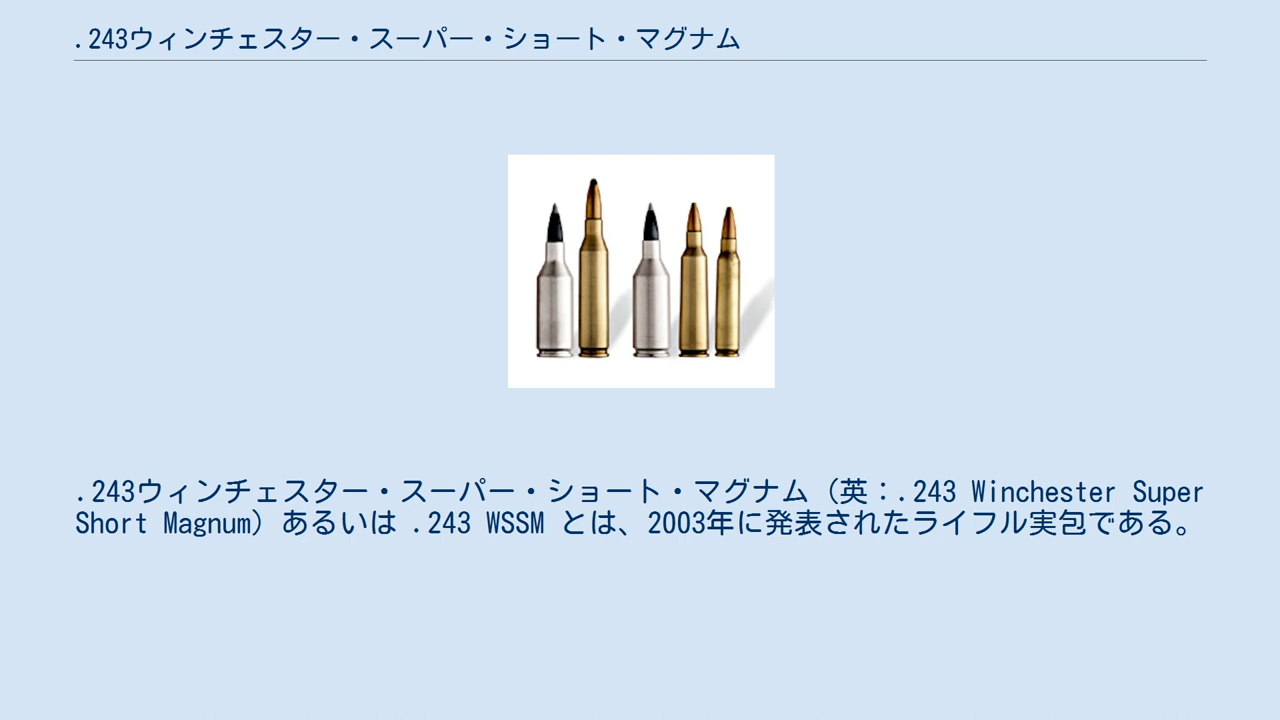 .243ウィンチェスター・スーパー・ショート・マグナム
.243ウィンチェスター・スーパー・ショート・マグナム（英：.243 Winchester Super
Short Magnum）あるいは .243 WSSM とは、2003年に発表されたライフル実包である。